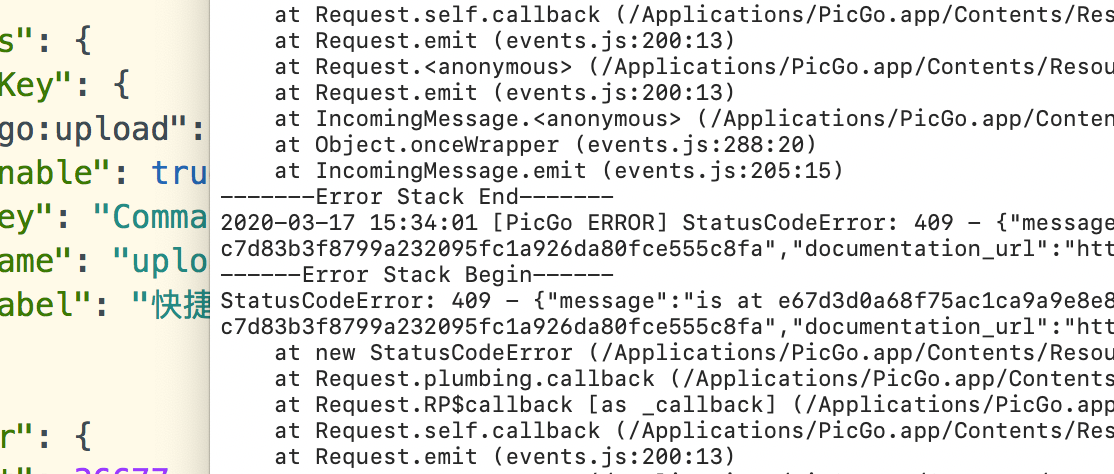 s": {
Key": {
go:upload":
nable": tru
ey": "Comma
ame": "uplo
abel": "快捷
r": {
at Request.self.callback (/Applications/PicGo.app/Contents/Res
at Request.emit (events.js:200:13)
at Request.<anonymous> (/Applications/PicGo.app/Contents/Resou
at Request.emit (events.js:200:13)
at IncomingMessage.<anonymous> (/Applications/PicGo.app/Conten
at Object.onceWrapper (events.js:288:20)
at IncomingMessage.emit (events.js:205:15)
-------Error Stack End-------
2020-03-17 15:34:01 [PicGo ERROR] StatusCodeError: 409 - {"message
c7d83b3f8799a232095fc1a926da80fce555c8fa","documentation_url":"htt
------Error Stack Begin------
StatusCodeError: 409 - {"message":"is at e67d3d0a68f75ac1ca9a9e8e8
c7d83b3f8799a232095fc1a926da80fce555c8fa","documentation_url":"htt
at new StatusCodeError (/Applications/PicGo.app/Contents/Resou
at Request.plumbing.callback (/Applications/PicGo.app/Contents
at Request.RP$callback [as _callback] (/Applications/PicGo.app
at Request.self.callback (/Applications/PicGo.app/Contents/Res
at Request.emit (events.js:200:13)